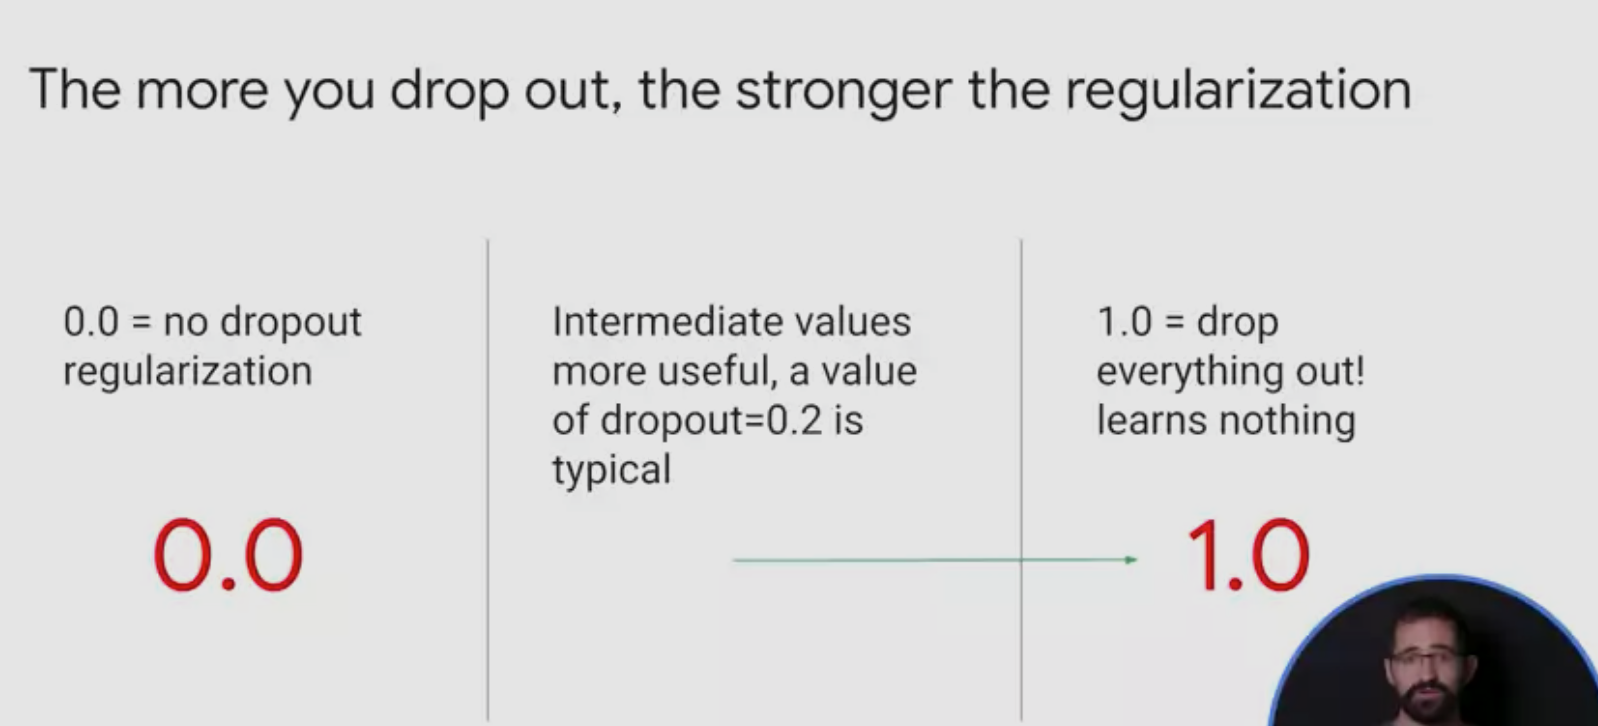 The more you drop out, the stronger the regularization
0.0 = no dropout
regularization
0.0
Intermediate values
more useful, a value
of dropout=0.2 is
typical
1.0 = drop
everything out!
learns nothing
1.0